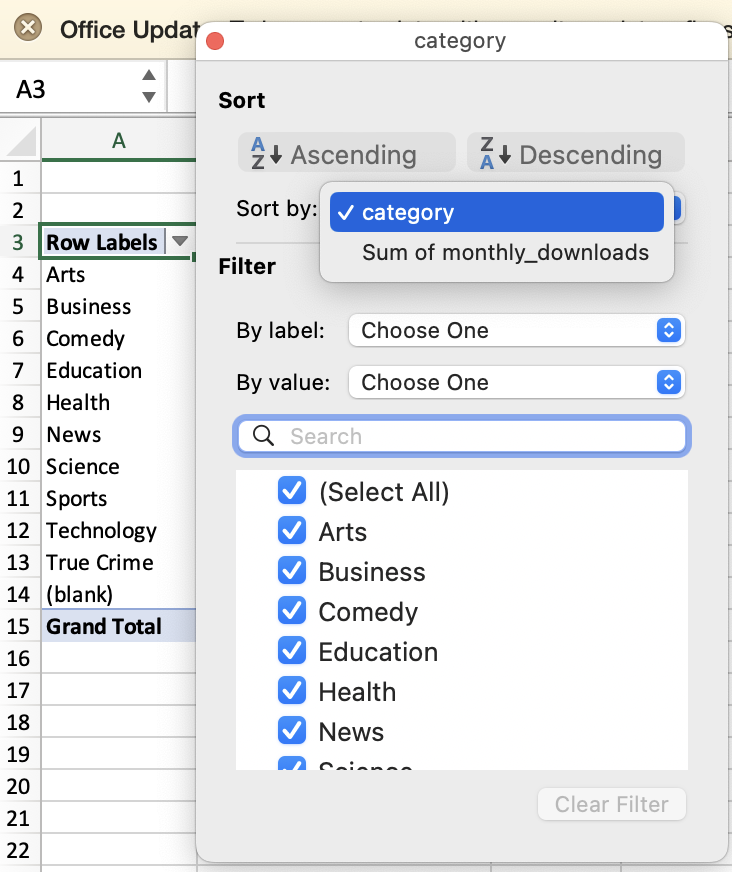 Office Updat
category
A3
Sort
A
Z
Ascending
Z
A
Descending
Sort by:
✓ category
Sum of monthly_downloads
Filter
By label:
Choose One
By value:
Choose One
Search
(Select All)
Arts
Business
Comedy
Education
Health
News
Science
Clear Filter
A
1
2
3 Row Labels
4 Arts
5 Business
6 Comedy
7 Education
8 Health
9 News
10 Science
11 Sports
12 Technology
13 True Crime
14 (blank)
15 Grand Total
16
17
18
19
20
21
22